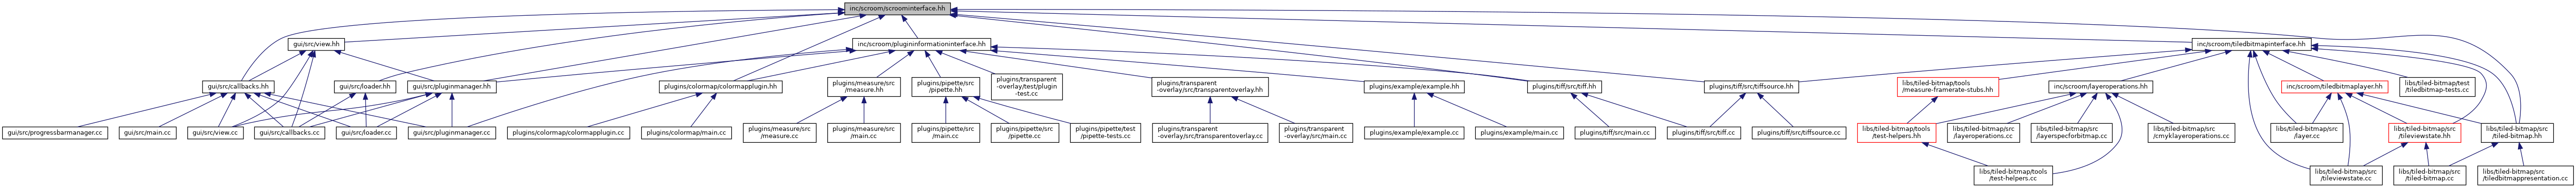 inc/scroom/scroominterface.hh
gui/src/view.hh
inc/scroom/plugininformationinterface.hh
inc/scroom/tiledbitmapinterface.hh
gui/src/callbacks.hh
gui/src/loader.hh
gui/src/pluginmanager.hh
plugins/colormap/colormapplugin.hh
plugins/measure/src
/measure.hh
plugins/pipette/src
/pipette.hh
plugins/transparent
-overlay/test/plugin
-test.cc
plugins/transparent
-overlay/src/transparentoverlay.hh
plugins/example/example.hh
plugins/tiff/src/tiff.hh
plugins/tiff/src/tiffsource.hh
libs/tiled-bitmap/tools
/measure-framerate-stubs.hh
inc/scroom/layeroperations.hh
inc/scroom/tiledbitmaplayer.hh
libs/tiled-bitmap/test
/tiledbitmap-tests.cc
gui/src/progressbarmanager.cc
gui/src/main.cc
gui/src/view.cc
gui/src/callbacks.cc
gui/src/loader.cc
gui/src/pluginmanager.cc
plugins/colormap/colormapplugin.cc
plugins/colormap/main.cc
plugins/measure/src
/measure.cc
plugins/measure/src
/main.cc
plugins/pipette/src
/main.cc
plugins/pipette/src
/pipette.cc
plugins/pipette/test
/pipette-tests.cc
plugins/transparent
-overlay/src/transparentoverlay.cc
plugins/transparent
-overlay/src/main.cc
plugins/example/example.cc
plugins/example/main.cc
plugins/tiff/src/main.cc
plugins/tiff/src/tiff.cc
plugins/tiff/src/tiffsource.cc
libs/tiled-bitmap/tools
/test-helpers.hh
libs/tiled-bitmap/src
/layeroperations.cc
libs/tiled-bitmap/src
/layerspecforbitmap.cc
libs/tiled-bitmap/src
/cmyklayeroperations.cc
libs/tiled-bitmap/src
/layer.cc
libs/tiled-bitmap/src
/tileviewstate.hh
libs/tiled-bitmap/src
/tiled-bitmap.hh
libs/tiled-bitmap/tools
/test-helpers.cc
libs/tiled-bitmap/src
/tileviewstate.cc
libs/tiled-bitmap/src
/tiled-bitmap.cc
libs/tiled-bitmap/src
/tiledbitmappresentation.cc